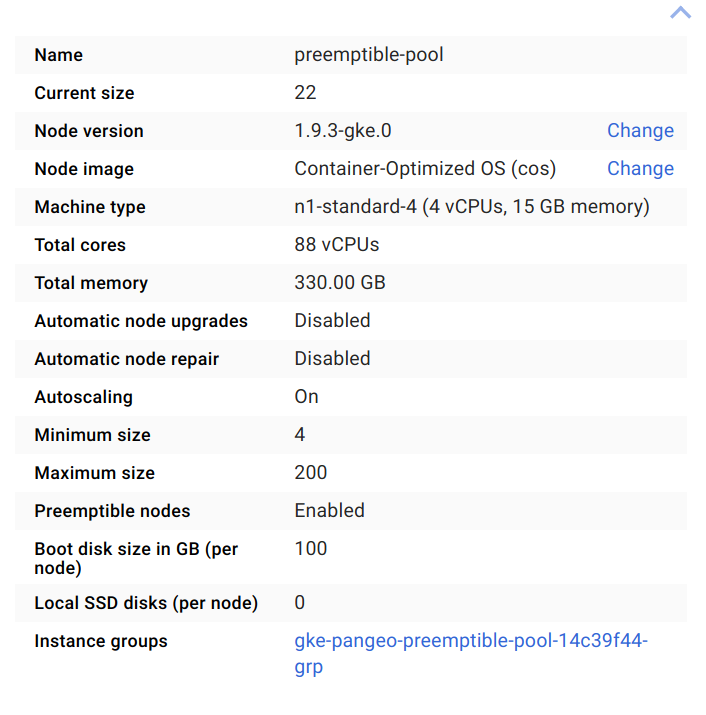 Name preemptible-pool
Current size 22
Node version 1.9.3-gke.0 Change
Node image Container-Optimized OS (cos) Change
Machine type n1-standard-4 (4 vCPUs, 15 GB memory)
Total cores 88 vCPUs
Total memory 330.00 GB
Automatic node upgrades Disabled
Automatic node repair Disabled
Autoscaling On
Minimum size 4
Maximum size 200
Preemptible nodes Enabled
Boot disk size in GB (per 100
node)
Local SSD disks (per node) 0
Instance groups gke-pangeo-preemptible-pool-14c39f44-
grp